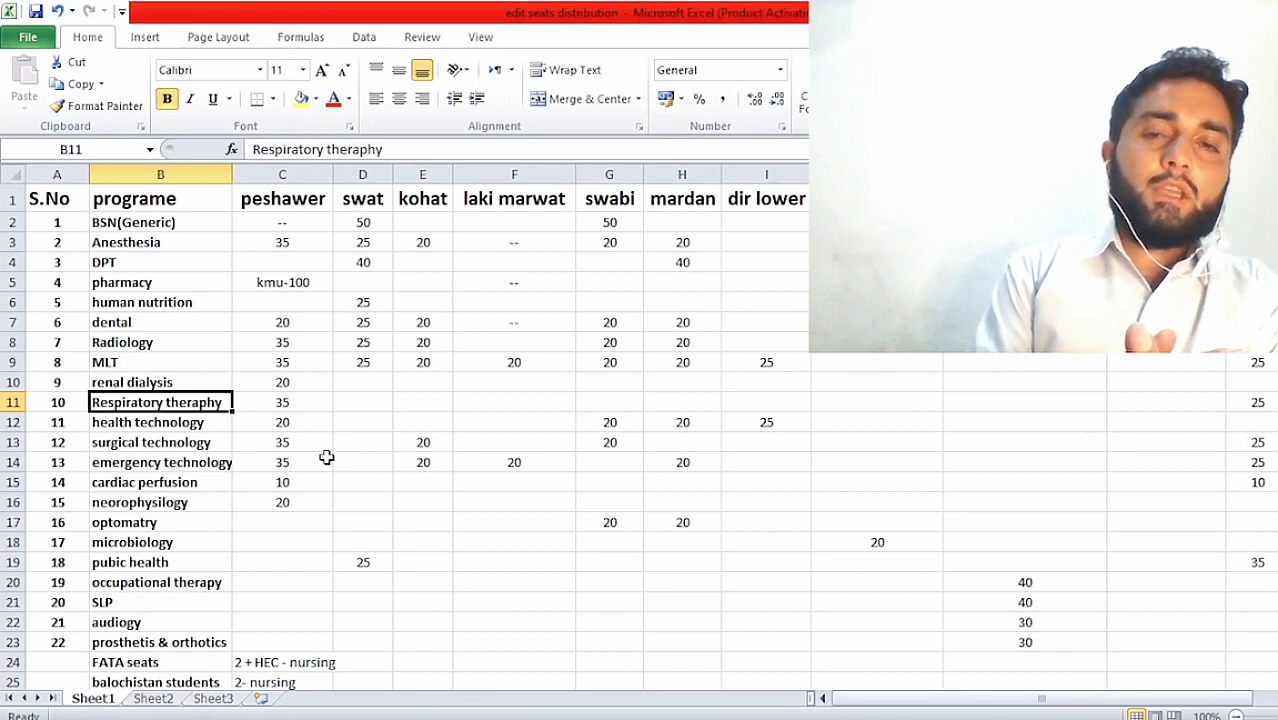 edit seats distribution - Microsoft Excel (Product Activati
File Home Insert Page Layout Formulas Data Review View
Cut
Copy
Format Painter
Paste
Calibri 11
General
Wrap Text
Merge & Center
B I U
Clipboard Font Alignment Number
B11 fx Respiratory theraphy
A B C D E F G H I
1 S.No programe peshawer swat kohat laki marwat swabi mardan dir lower
2 1 BSN(Generic) -- 50 50
3 2 Anesthesia 35 25 20 -- 20 20
4 3 DPT 40 40
5 4 pharmacy kmu-100 --
6 5 human nutrition 25
7 6 dental 20 25 20 -- 20 20
8 7 Radiology 35 25 20 20 20
9 8 MLT 35 25 20 20 20 20 25 25
10 9 renal dialysis 20
11 10 Respiratory theraphy 35 25
12 11 health technology 20 20 20 25
13 12 surgical technology 35 20 20 25
14 13 emergency technology 35 20 20 20 25
15 14 cardiac perfusion 10 10
16 15 neorophysilogy 20
17 16 optomatry 20 20
18 17 microbiology 20
19 18 pubic health 25 35
20 19 occupational therapy 40
21 20 SLP 40
22 21 audiogy 30
23 22 prosthetis & orthotics 30
24 FATA seats 2 + HEC - nursing
25 balochistan students 2- nursing
Sheet1 Sheet2 Sheet3
Ready 100%